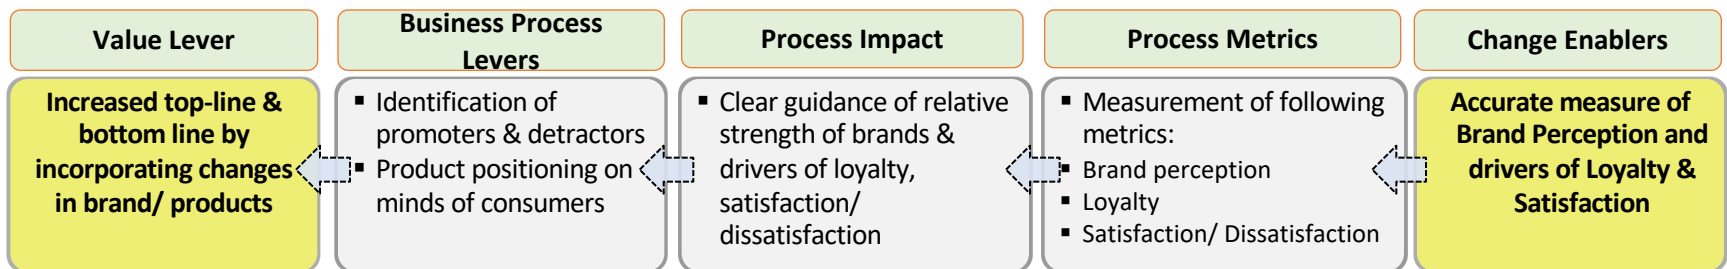 Value Lever
Business Process
Levers
Process Impact
Process Metrics
Change Enablers
Increased top-line &
bottom line by
incorporating changes
in brand/ products
▪ Identification of
promoters & detractors
▪ Product positioning on
minds of consumers
▪ Clear guidance of relative
strength of brands &
drivers of loyalty,
satisfaction/
dissatisfaction
▪ Measurement of following
metrics:
▪ Brand perception
▪ Loyalty
▪ Satisfaction/ Dissatisfaction
Accurate measure of
Brand Perception and
drivers of Loyalty &
Satisfaction